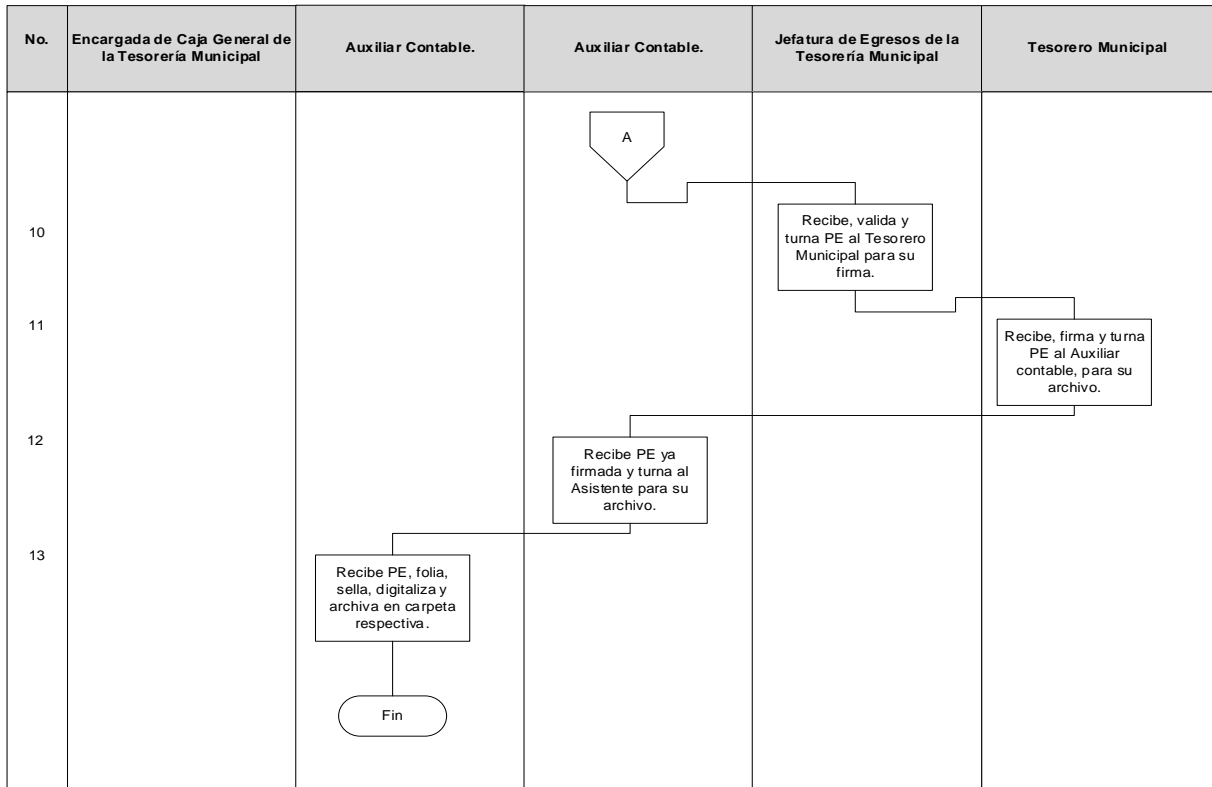 No.
Encargada de Caja General de
la Tesorería Municipal
Auxiliar Contable.
Auxiliar Contable.
Jefatura de Egresos de la
Tesorería Municipal
Tesorero Municipal
A
10
Recibe, valida y
turna PE al Tesorero
Municipal para su
firma.
11
Recibe, firma y turna
PE al Auxiliar
contable, para su
archivo.
12
Recibe PE ya
firmada y turna al
Asistente para su
archivo.
13
Recibe PE, folia,
sella, digitaliza y
archiva en carpeta
respectiva.
Fin